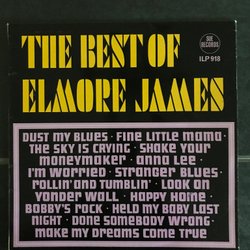 THE BEST OF
SUE
RECORDS
ILP 918
ELMORE JAMES
DUST MY BLUES · FINE LITTLE MAMA ·
THE SKY IS CRYING · SHAKE YOUR
MONEYMAKER · ANNA LEE ·
I'M WORRIED · STRANGER BLUES ·
ROLLIN' AND TUMBLIN' · LOOK ON
YONDER WALL · HAPPY HOME ·
BOBBY'S ROCK · HELD MY BABY LAST
NIGHT · DONE SOMEBODY WRONG ·
MAKE MY DREAMS COME TRUE